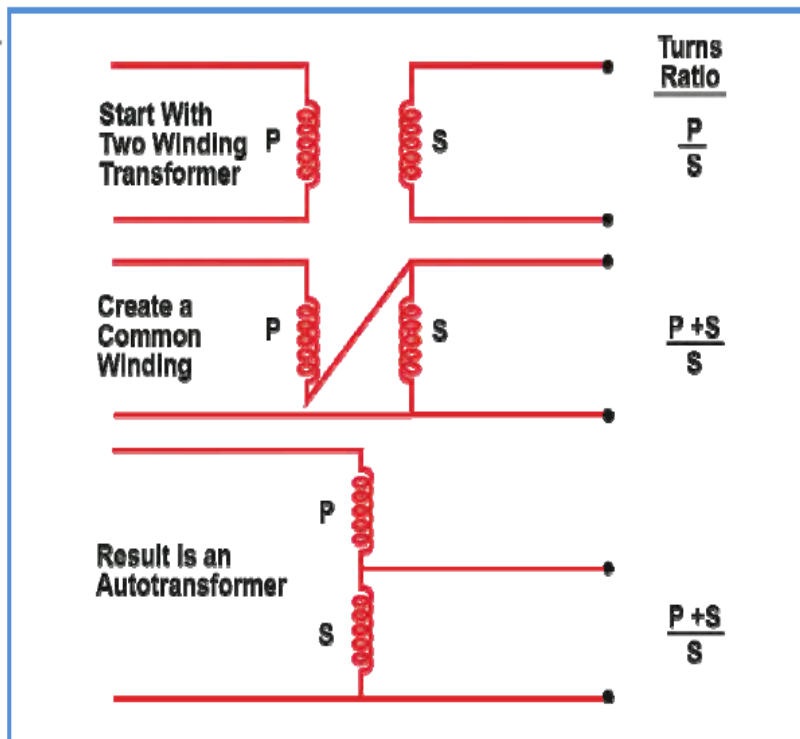 Turns
Ratio
Start With
Two Winding
Transformer
P
S
P
S
Create a
Common
Winding
P
S
P +S
S
P
Result Is an
Autotransformer
S
P +S
S